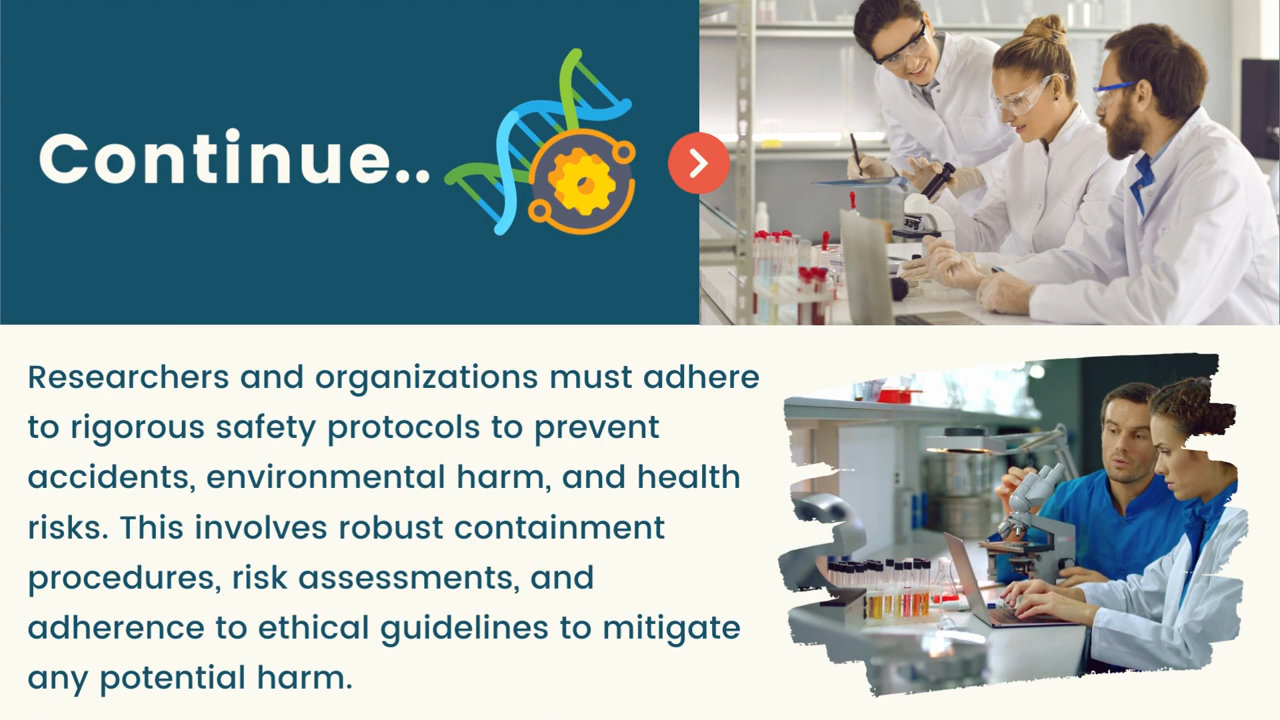 Continue..
Researchers and organizations must adhere
to rigorous safety protocols to prevent
accidents, environmental harm, and health
risks. This involves robust containment
procedures, risk assessments, and
adherence to ethical guidelines to mitigate
any potential harm.